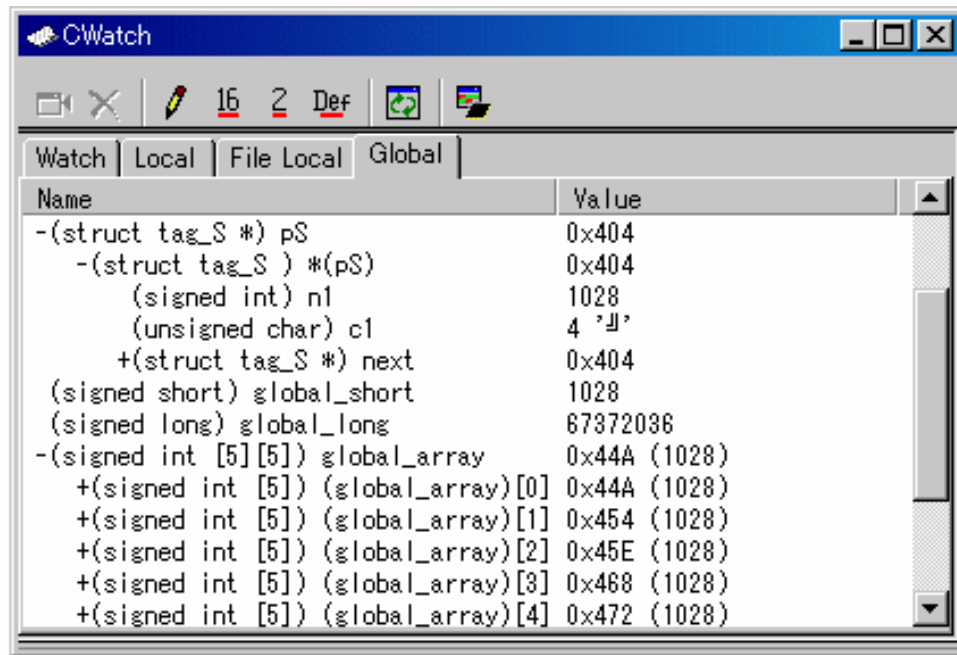 CWatch
16 2 Def
Watch Local File Local Global
Name Value
-(struct tag_S *) pS 0x404
-(struct tag_S ) *(pS) 0x404
(signed int) n1 1028
(unsigned char) c1 4 '╝'
+(struct tag_S *) next 0x404
(signed short) global_short 1028
(signed long) global_long 67372036
-(signed int [5][5]) global_array 0x44A (1028)
+(signed int [5]) (global_array)[0] 0x44A (1028)
+(signed int [5]) (global_array)[1] 0x454 (1028)
+(signed int [5]) (global_array)[2] 0x45E (1028)
+(signed int [5]) (global_array)[3] 0x468 (1028)
+(signed int [5]) (global_array)[4] 0x472 (1028)